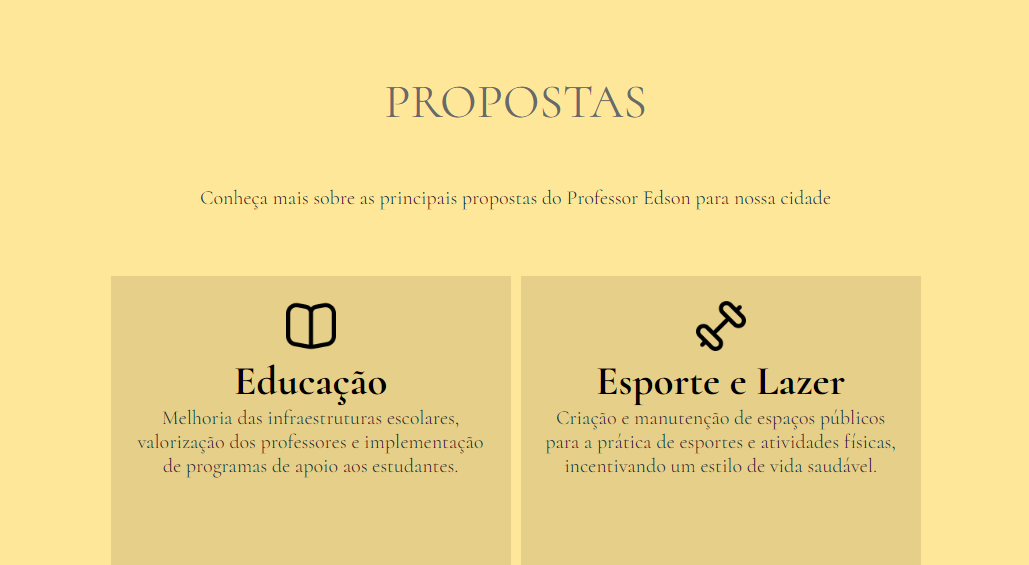 PROPOSTAS
Conheça mais sobre as principais propostas do Professor Edson para nossa cidade
Educação
Melhoria das infraestruturas escolares,
valorização dos professores e implementação
de programas de apoio aos estudantes.
Esporte e Lazer
Criação e manutenção de espaços públicos
para a prática de esportes e atividades físicas,
incentivando um estilo de vida saudável.